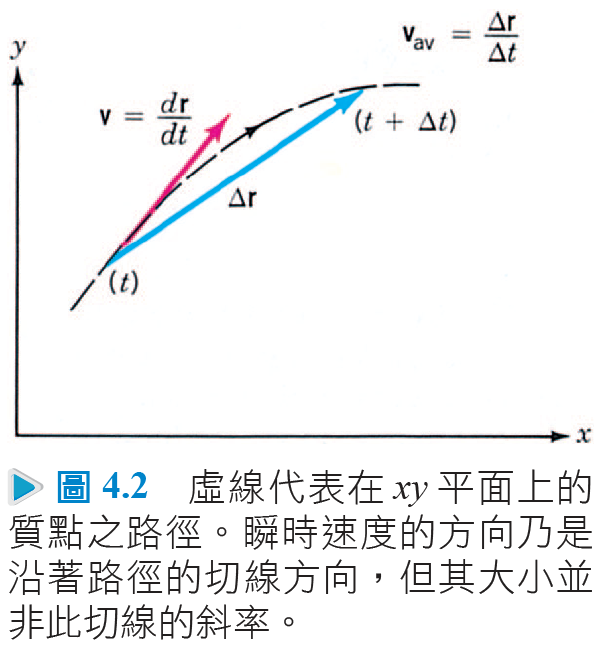 y
v_av = Δr/Δt
v = dr/dt
(t + Δt)
Δr
(t)
x
圖 4.2 虛線代表在 xy 平面上的
質點之路徑。瞬時速度的方向乃是
沿著路徑的切線方向，但其大小並
非此切線的斜率。